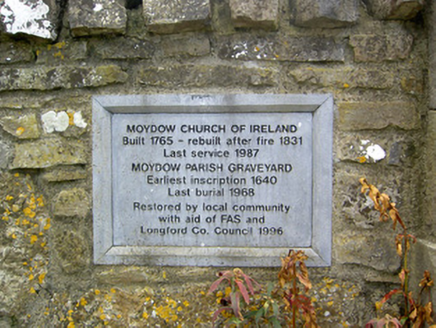 MOYDOW CHURCH OF IRELAND
Built 1765 - rebuilt after fire 1831
Last service 1987
MOYDOW PARISH GRAVEYARD
Earliest inscription 1640
Last burial 1968
Restored by local community
with aid of FAS and
Longford Co. Council 1996